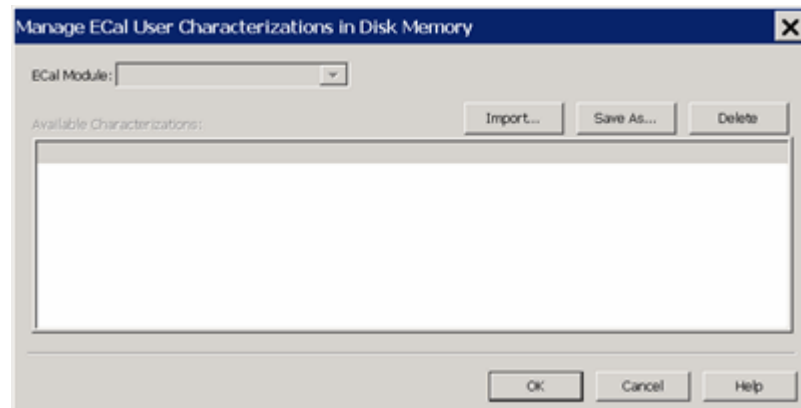 Manage ECal User Characterizations in Disk Memory
ECal Module:
Import... Save As... Delete
Available Characterizations:
OK Cancel Help